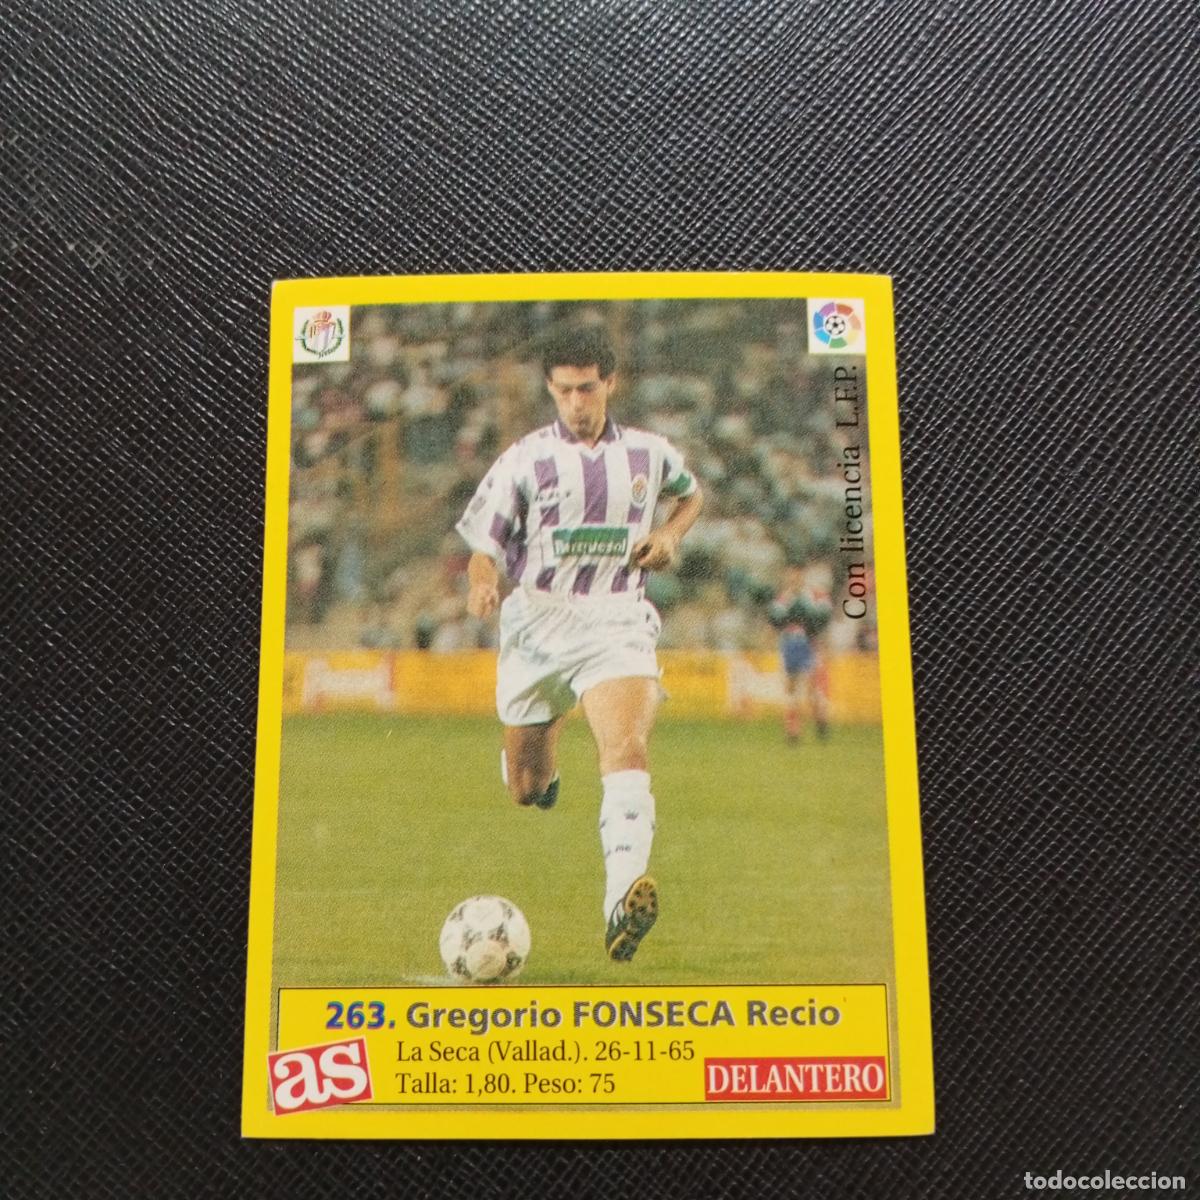 Con licencia L.F.P.
Parquesol
263. Gregorio FONSECA Recio
as
La Seca (Vallad.). 26-11-65
Talla: 1,80. Peso: 75
DELANTERO
todocoleccion